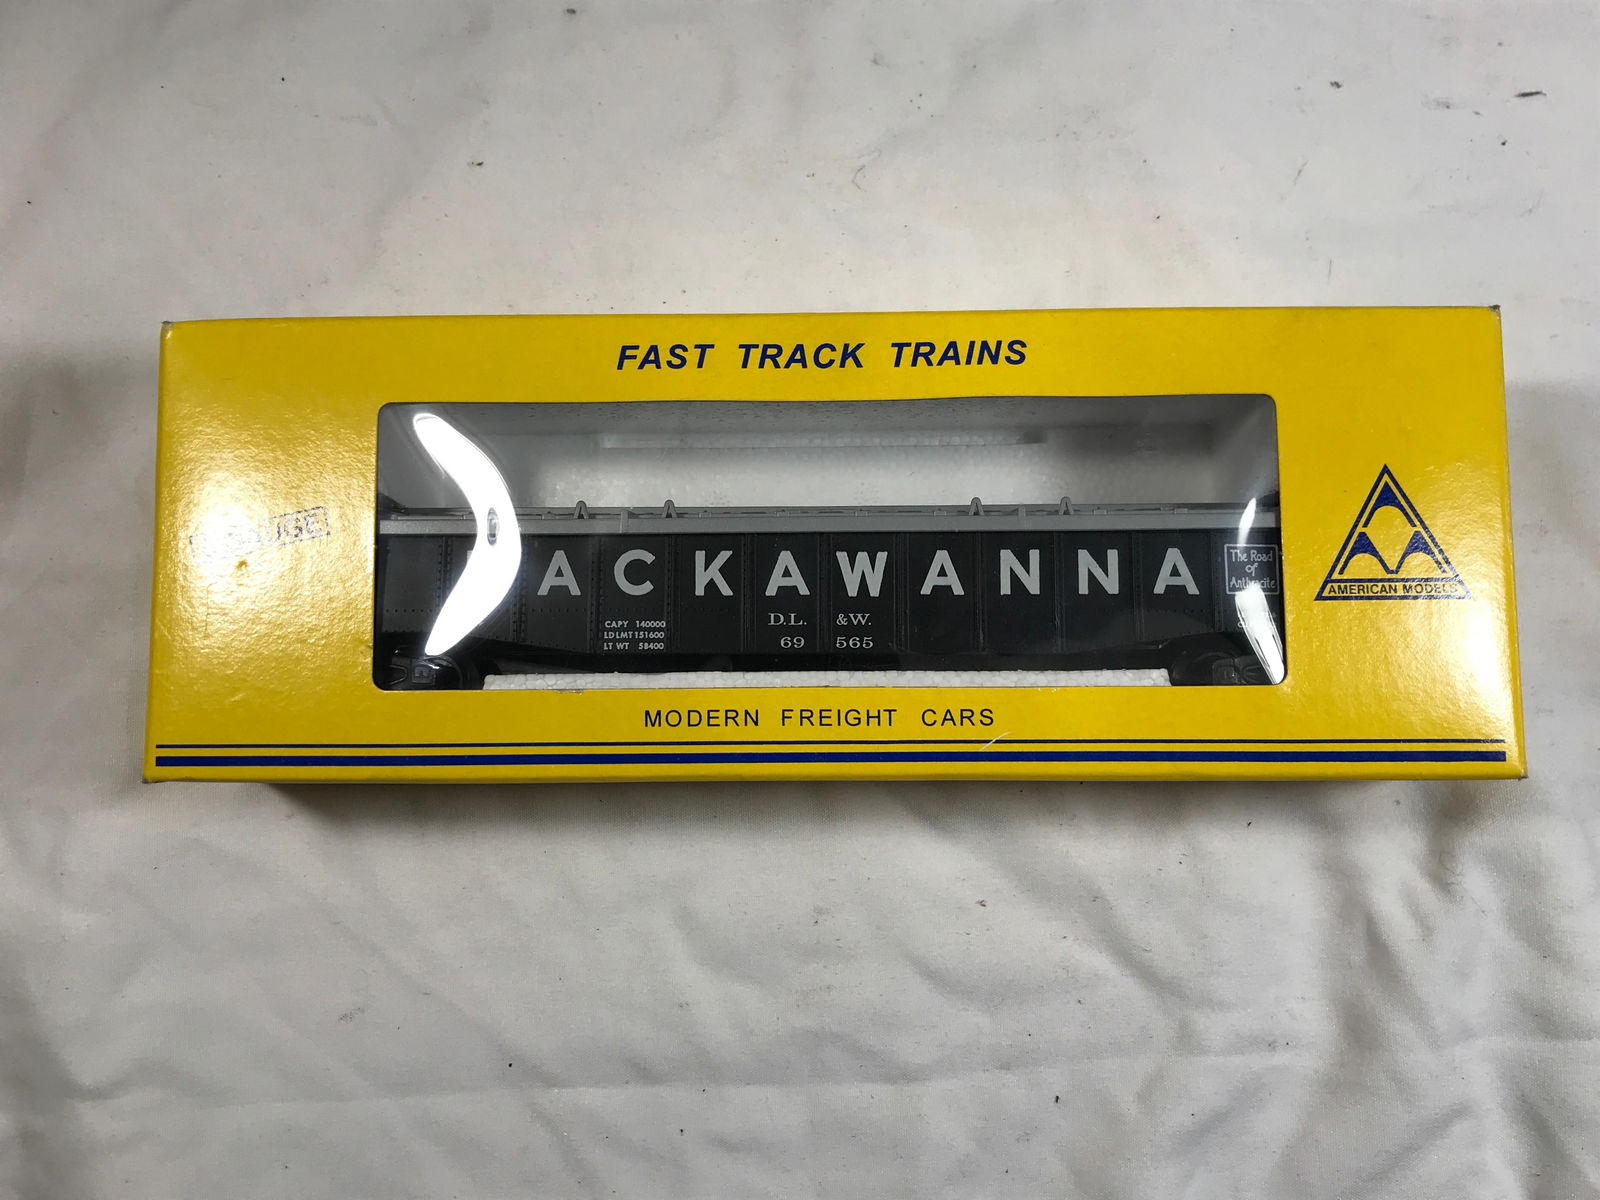 FAST TRACK TRAINS
ACKAWANNA
The Road
of
Anthracite
CAPY 140000
LD LMT 151600
LT WT 58400
D.L. &W.
69 565
AMERICAN MODELS
MODERN FREIGHT CARS